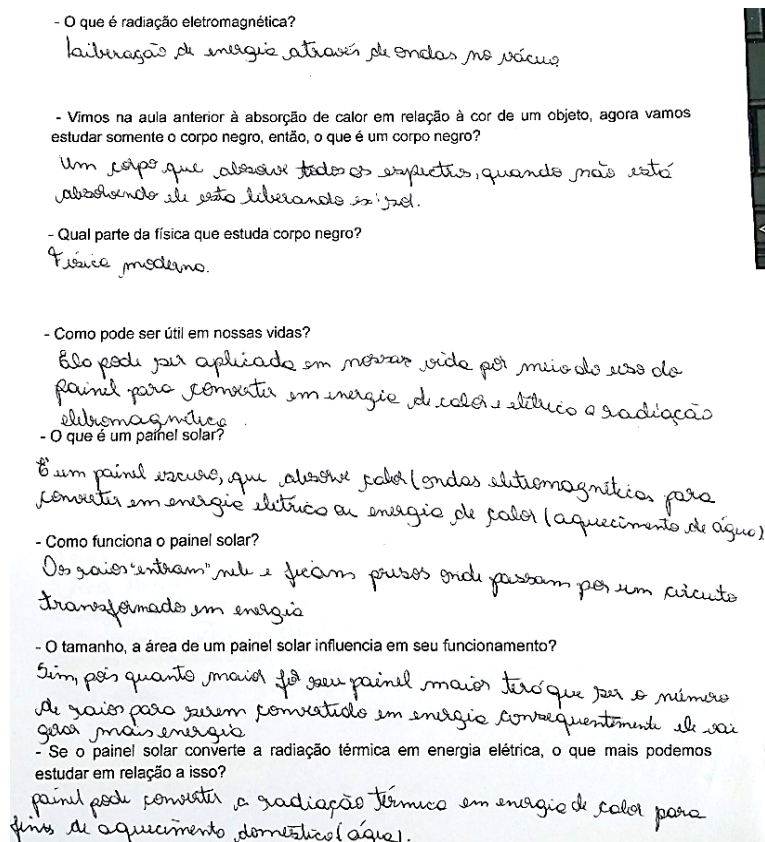 - O que é radiação eletromagnética?
Laiberação de energia através de ondas no vácuo
- Vimos na aula anterior à absorção de calor em relação à cor de um objeto, agora vamos
estudar somente o corpo negro, então, o que é um corpo negro?
Um corpo que absorve todos os espectros, quando não está
absolvendo ele esta liberando ex: sol.
- Qual parte da física que estuda corpo negro?
Fisica moderna.
- Como pode ser útil em nossas vidas?
Ela pode ser aplicada em nossas vida por meio do uso do
painel para converter em energia de calor e elétrico a radiação
eletromagnética.
- O que é um painel solar?
É um painel escuro, que absorve calor (ondas eletromagnéticas para
converter em energia elétrica ou energia de calor (aquecimento de água)
- Como funciona o painel solar?
Os raios "entram" nele e ficam presos onde passam por um circuito
transformado em energia
- O tamanho, a área de um painel solar influencia em seu funcionamento?
Sim, pois quanto maior for seu painel maior terá que ser o número
de raios para serem convertido em energia consequentemente ele vai
gerar mais energia
- Se o painel solar converte a radiação térmica em energia elétrica, o que mais podemos
estudar em relação a isso?
painel pode converter a radiação térmica em energia de calor para
fins de aquecimento doméstico (água).